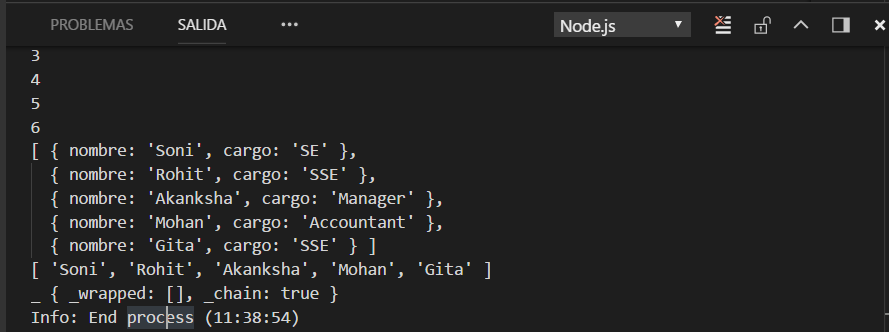 PROBLEMAS SALIDA ••• Node.js
3
4
5
6
[ { nombre: 'Soni', cargo: 'SE' },
{ nombre: 'Rohit', cargo: 'SSE' },
{ nombre: 'Akanksha', cargo: 'Manager' },
{ nombre: 'Mohan', cargo: 'Accountant' },
{ nombre: 'Gita', cargo: 'SSE' } ]
[ 'Soni', 'Rohit', 'Akanksha', 'Mohan', 'Gita' ]
_ { _wrapped: [], _chain: true }
Info: End process (11:38:54)